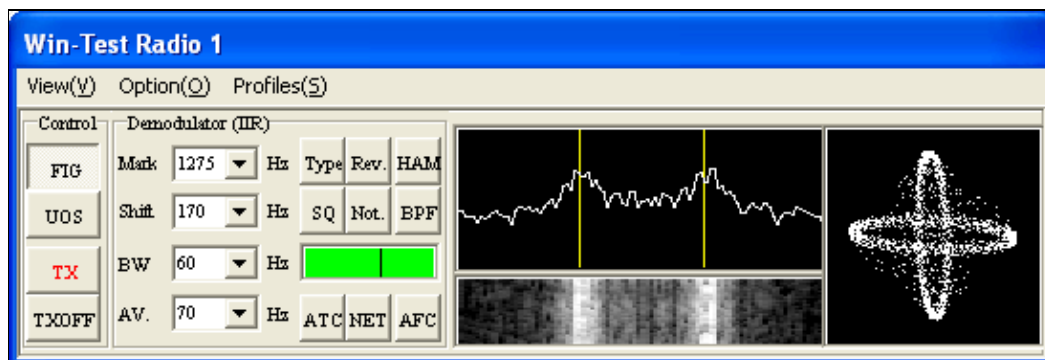 Win-Test Radio 1
View(V) Option(O) Profiles(S)
Control Demodulator (IIR)
FIG Mark 1275 Hz Type Rev. HAM
UOS Shift 170 Hz SQ Not. BPF
TX BW 60 Hz
TXOFF AV. 70 Hz ATC NET AFC